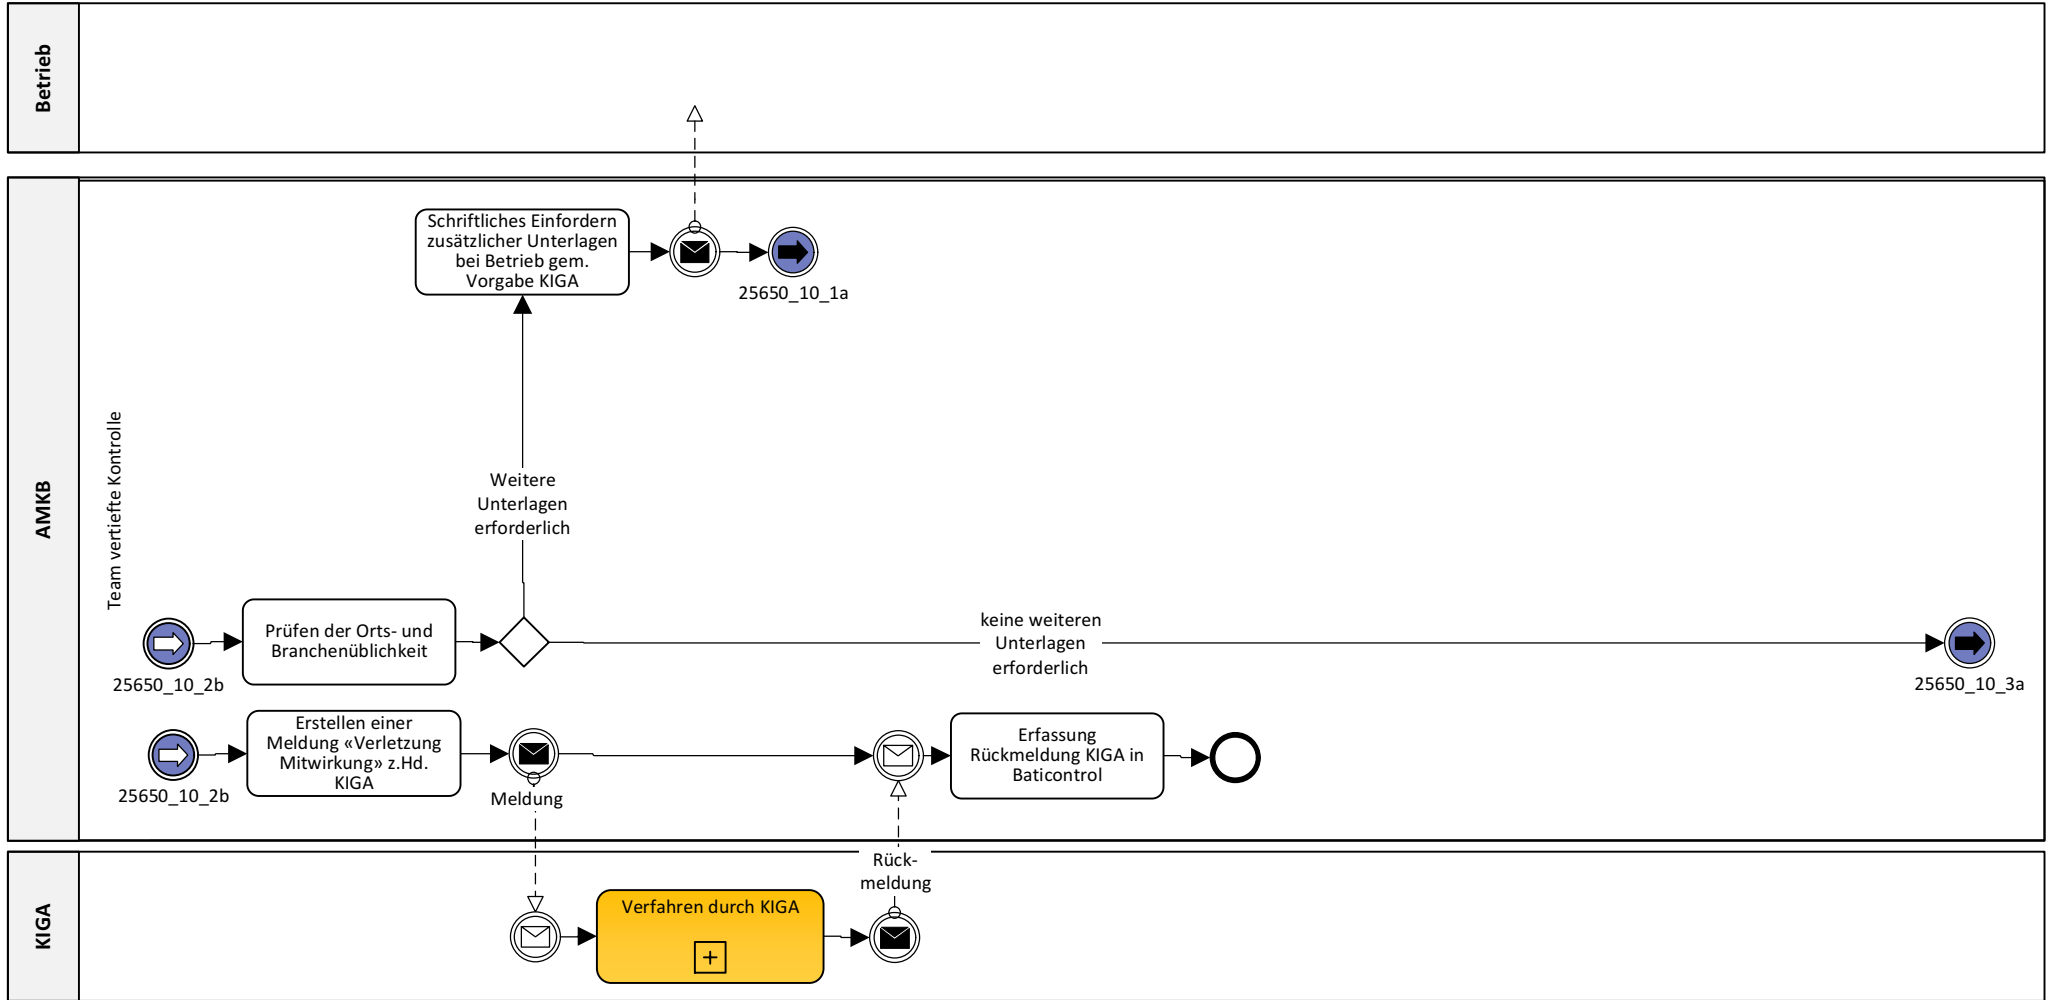 Betrieb
AMKB
Team vertiefte Kontrolle
Schriftliches Einfordern
zusätzlicher Unterlagen
bei Betrieb gem.
Vorgabe KIGA
25650_10_1a
Weitere
Unterlagen
erforderlich
25650_10_2b
Prüfen der Orts- und
Branchenüblichkeit
keine weiteren
Unterlagen
erforderlich
25650_10_3a
25650_10_2b
Erstellen einer
Meldung «Verletzung
Mitwirkung» z.Hd.
KIGA
Meldung
Erfassung
Rückmeldung KIGA in
Baticontrol
KIGA
Rück-
meldung
Verfahren durch KIGA